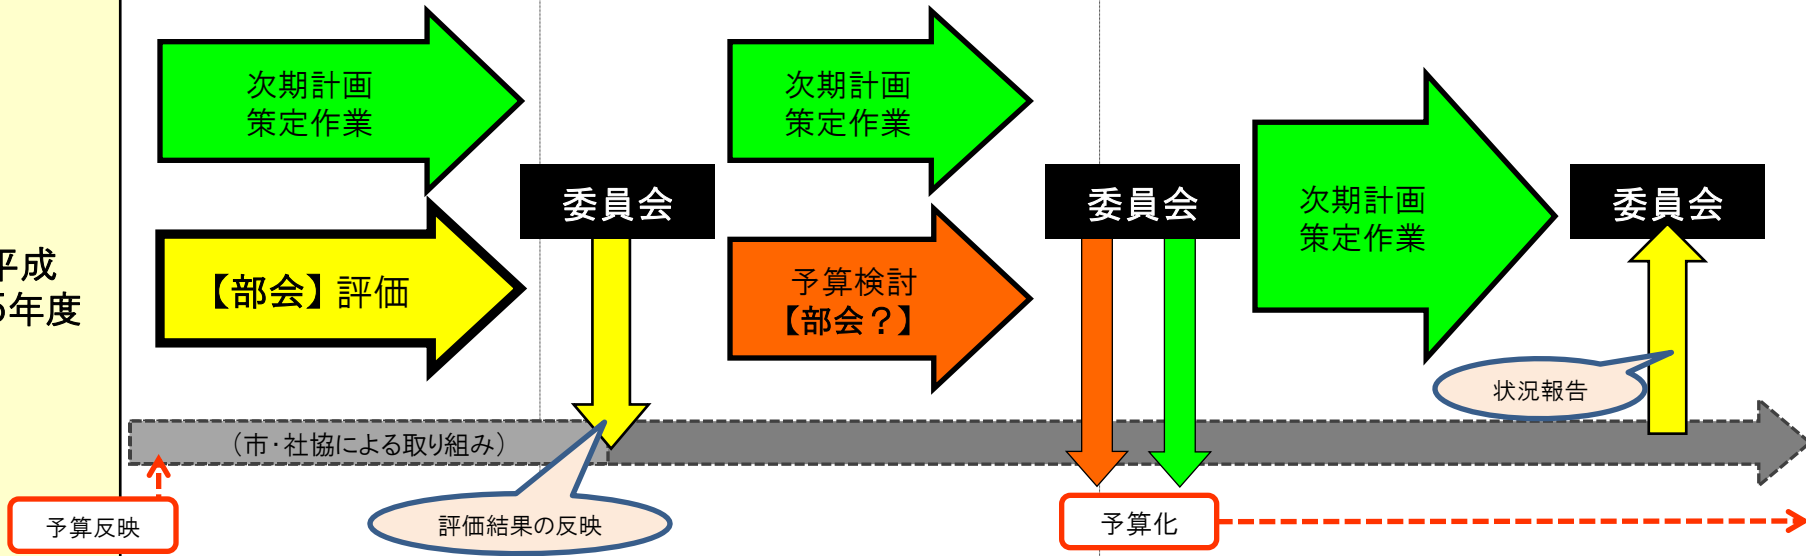 次期計画
策定作業
次期計画
策定作業
委員会
委員会
次期計画
策定作業
委員会
平成
5年度
【部会】評価
予算検討
【部会？】
状況報告
（市・社協による取り組み）
予算反映
評価結果の反映
予算化